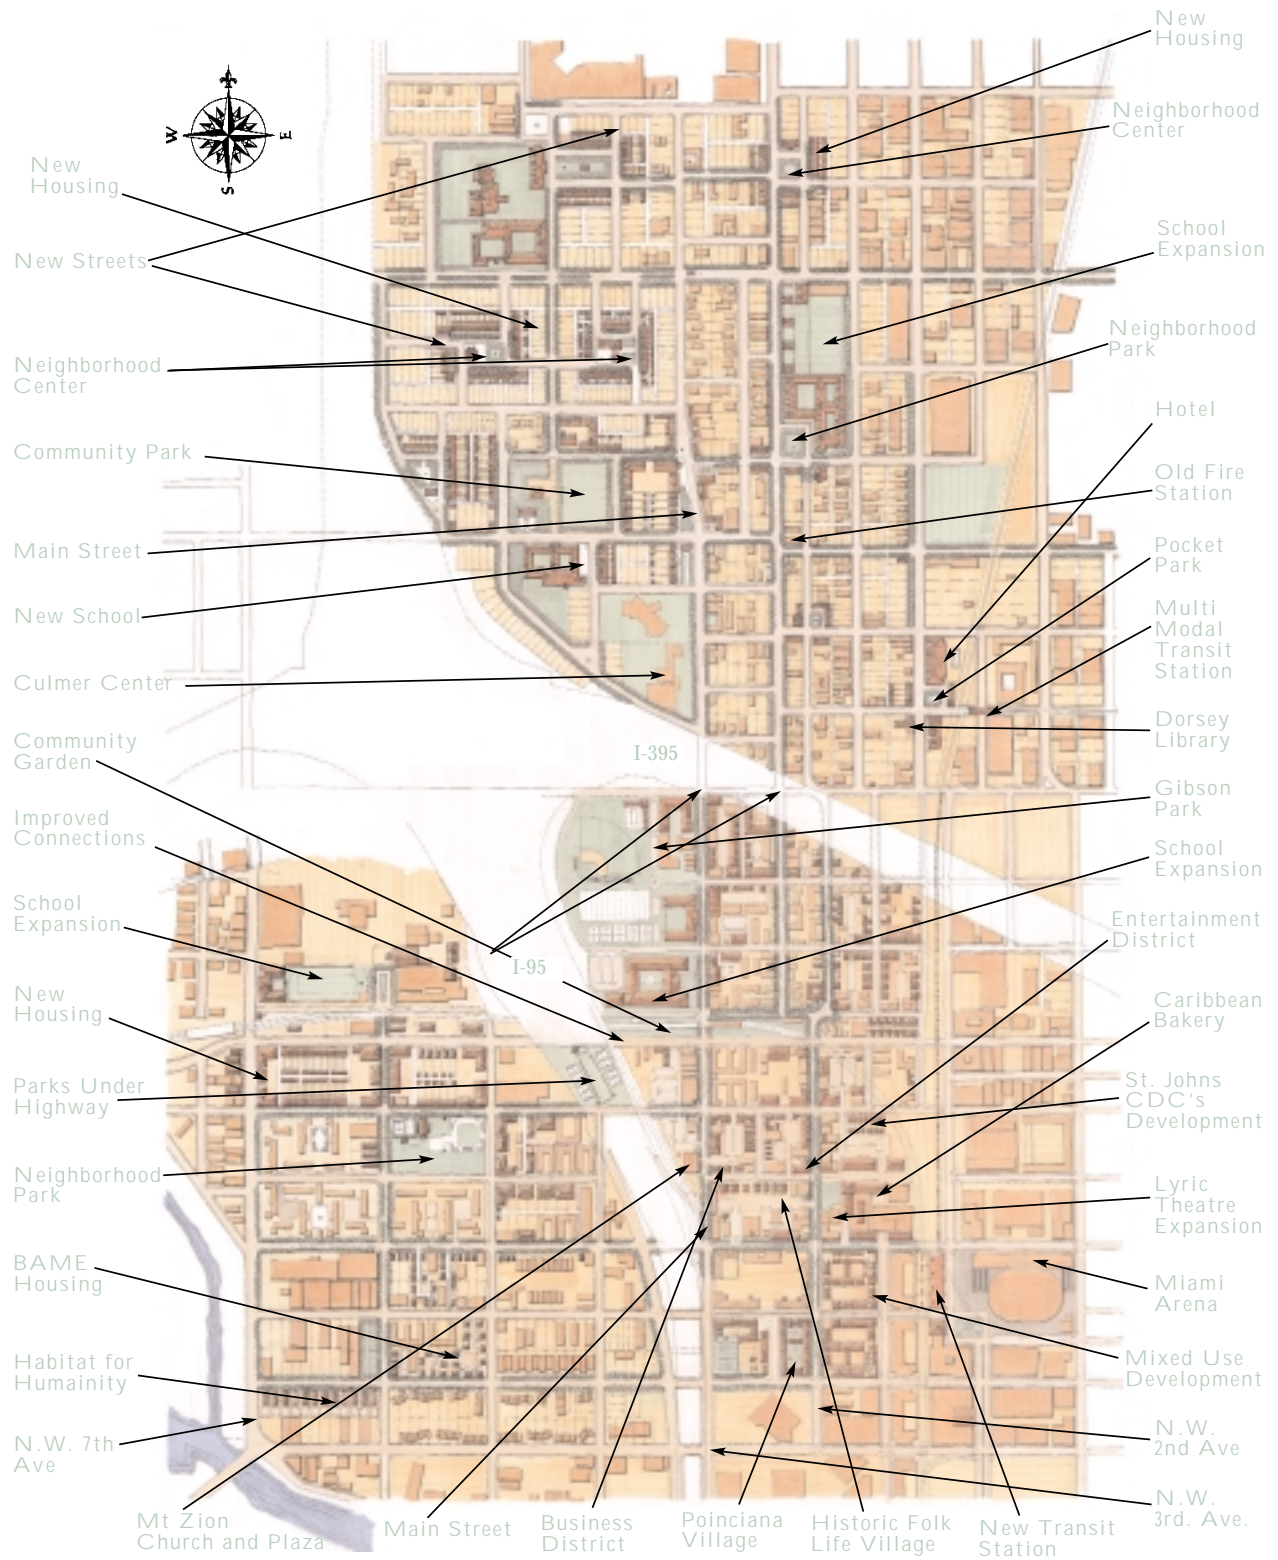 New
Housing
Neighborhood
Center
W
E
S
New
Housing
School
Expansion
New Streets
Neighborhood
Park
Neighborhood
Center
Hotel
Community Park
Old Fire
Station
Main Street
Pocket
Park
New School
Multi
Modal
Transit
Station
Culmer Center
Dorsey
Library
Community
Garden
I-395
Gibson
Park
Improved
Connections
School
Expansion
School
Expansion
Entertainment
District
I-95
New
Housing
Caribbean
Bakery
Parks Under
Highway
St. Johns
CDC's
Development
Neighborhood
Park
Lyric
Theatre
Expansion
BAME
Housing
Miami
Arena
Habitat for
Humainity
Mixed Use
Development
N.W. 7th
Ave
N.W.
2nd Ave
N.W.
3rd. Ave.
Mt Zion
Church and Plaza
Main Street
Business
District
Poinciana
Village
Historic Folk
Life Village
New Transit
Station